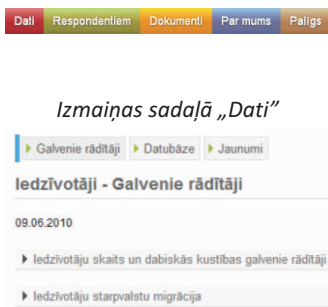 Dati Respondentiem Dokumenti Par mums Palīgs
Izmaiņas sadaļā „Dati”
Galvenie rādītāji Datubāze Jaunumi
Iedzīvotāji - Galvenie rādītāji
09.06.2010
Iedzīvotāju skaits un dabiskās kustības galvenie rādītāji
Iedzīvotāju starpvalstu migrācija